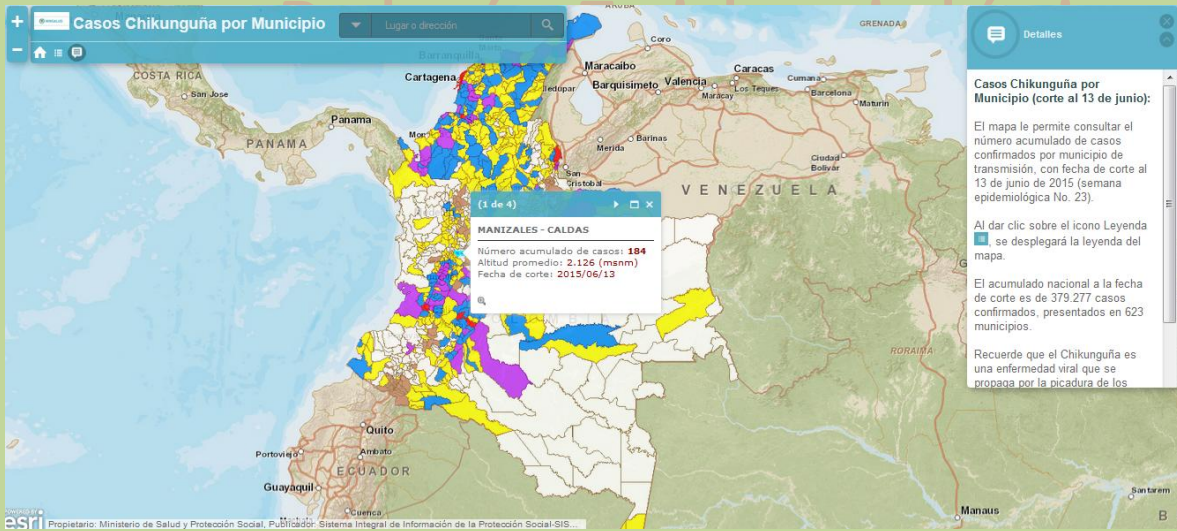 Casos Chikunguña por Municipio
Lugar o dirección.
Detalles
Casos Chikunguña por
Municipio (corte al 13 de junio):
El mapa le permite consultar el
número acumulado de casos
confirmados por municipio de
transmisión, con fecha de corte al
13 de junio de 2015 (semana
epidemiológica No. 23).
Al dar clic sobre el icono Leyenda
, se desplegará la leyenda del
mapa.
El acumulado nacional a la fecha
de corte es de 379.277 casos
confirmados, presentados en 623
municipios.
Recuerde que el Chikunguña es
una enfermedad viral que se
propaga por la picadura de los
(1 de 4)
MANIZALES - CALDAS
Número acumulado de casos: 184
Altitud promedio: 2.126 (msnm)
Fecha de corte: 2015/06/13
ARUBA
GRENADA
Barranquilla
Cartagena
Coro
Maracaibo
Barquisimeto
Valencia
Caracas
Maracay
Los Teques
Cumana
Barcelona
Maturin
COSTA RICA
San Jose
Panama
PANAMA
Barinas
Merida
San
Cristobal
Ciudad
Bolivar
VENEZUELA
RORAIMA
Quito
Portoviejo
Ambato
ECUADOR
Guayaquil
Cuenca
Manaus
Santarem
B
POWERED BY
esri
Propietario: Ministerio de Salud y Protección Social, Publicador: Sistema Integral de Información de la Protección Social-SIS...